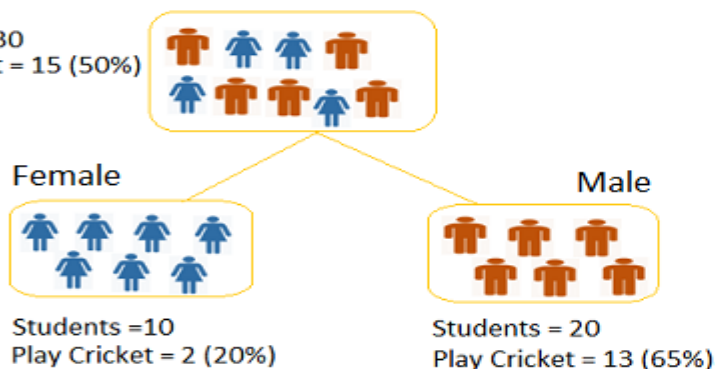 30
= 15 (50%)
Female
Male
Students =10
Play Cricket = 2 (20%)
Students = 20
Play Cricket = 13 (65%)